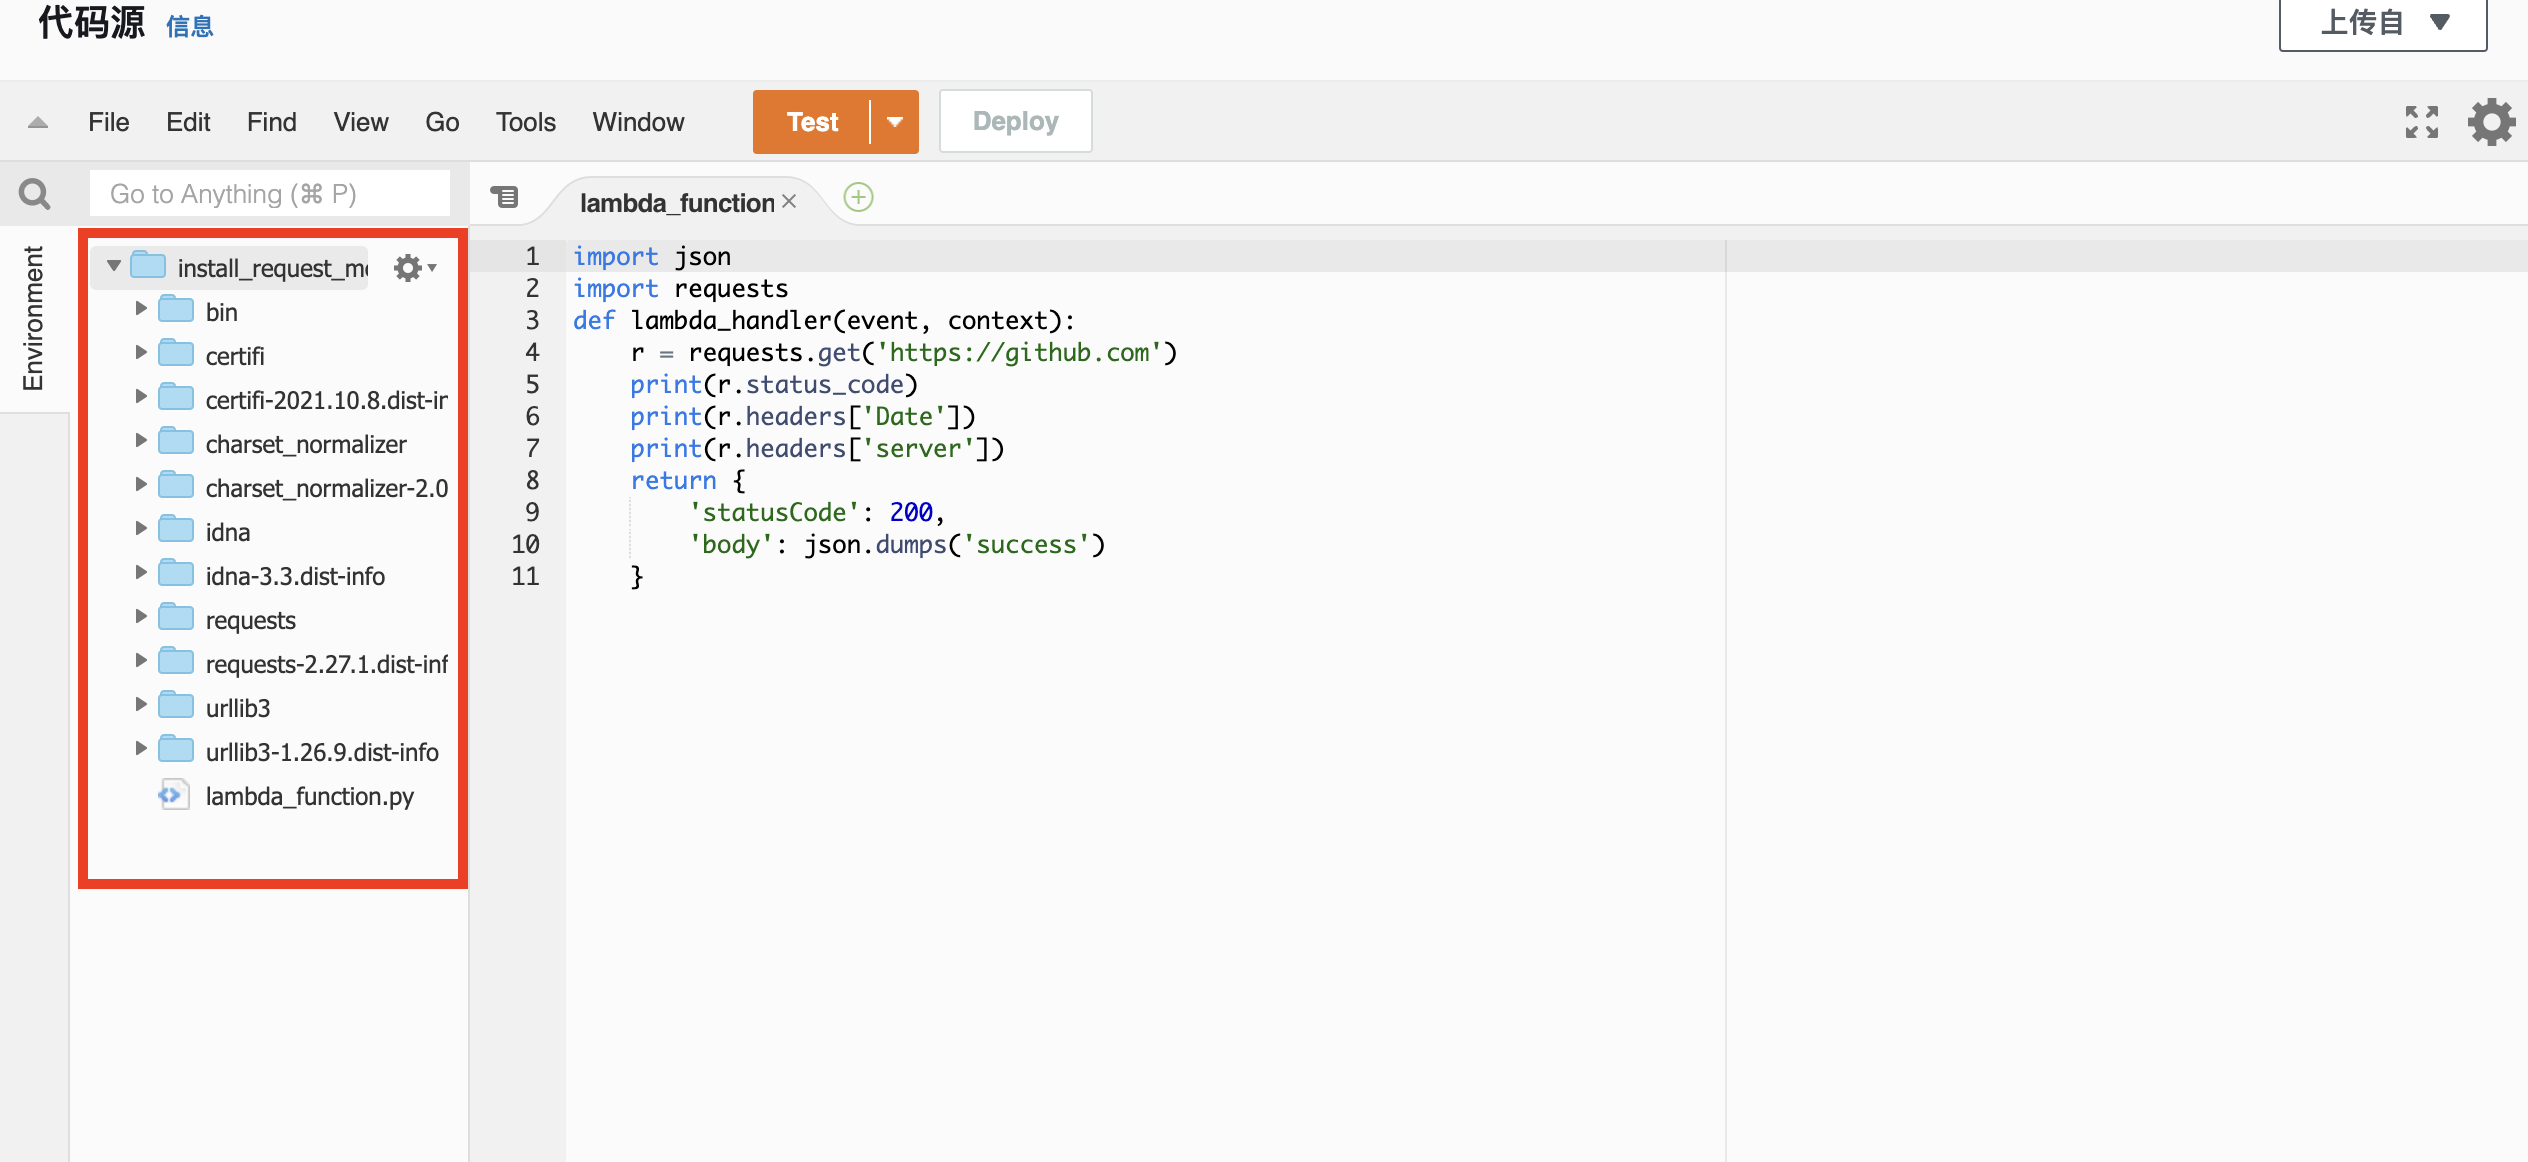 代码源 信息
上传自
File Edit Find View Go Tools Window Test Deploy
Go to Anything (⌘ P)
lambda_function
Environment
install_request_mo
bin
certifi
certifi-2021.10.8.dist-in
charset_normalizer
charset_normalizer-2.0
idna
idna-3.3.dist-info
requests
requests-2.27.1.dist-inf
urllib3
urllib3-1.26.9.dist-info
lambda_function.py
1 import json
2 import requests
3 def lambda_handler(event, context):
4 r = requests.get('https://github.com')
5 print(r.status_code)
6 print(r.headers['Date'])
7 print(r.headers['server'])
8 return {
9 'statusCode': 200,
10 'body': json.dumps('success')
11 }